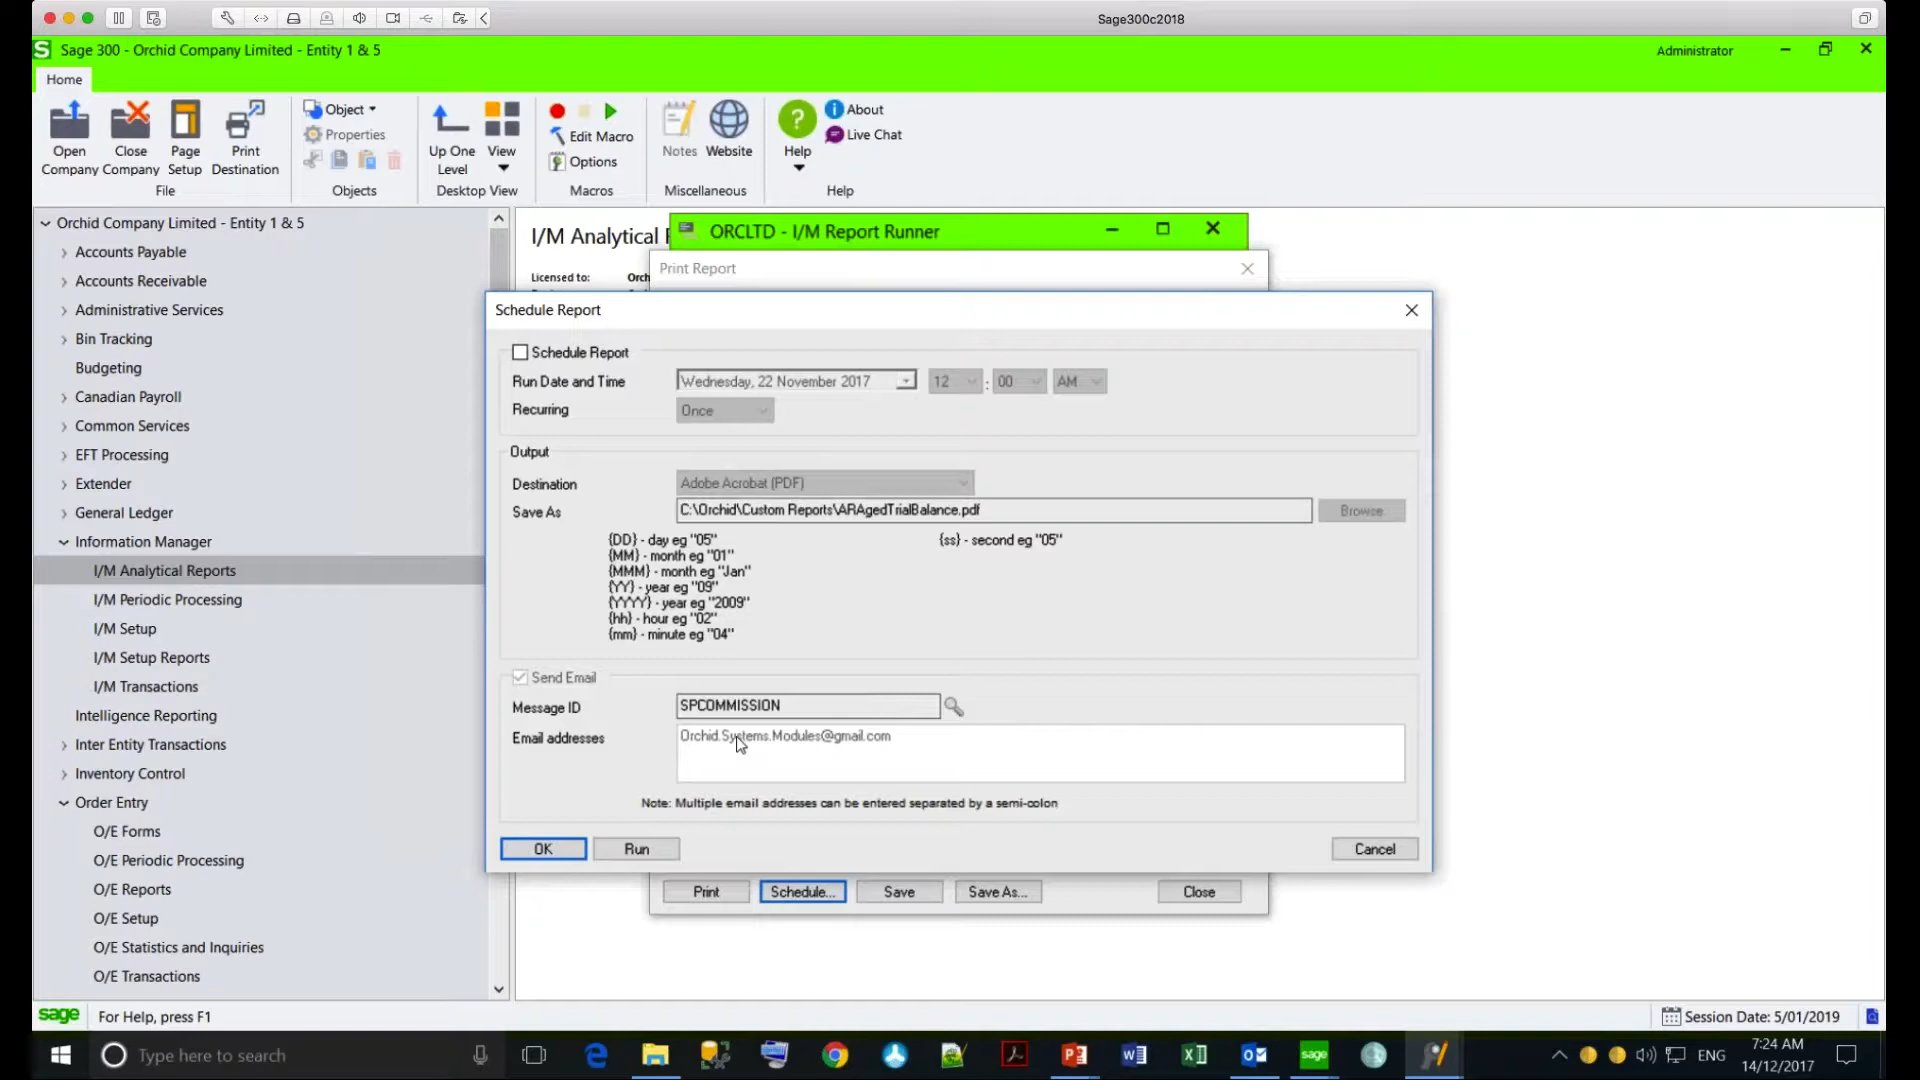 Sage300c2018
S Sage 300 - Orchid Company Limited - Entity 1 & 5
Administrator
Home
Open Company
Close Company
Page Setup
Print Destination
File
Object
Properties
Objects
Up One Level
View
Desktop View
Edit Macro
Options
Macros
Notes
Website
Miscellaneous
? Help
About
Live Chat
Help
Orchid Company Limited - Entity 1 & 5
Accounts Payable
Accounts Receivable
Administrative Services
Bin Tracking
Budgeting
Canadian Payroll
Common Services
EFT Processing
Extender
General Ledger
Information Manager
I/M Analytical Reports
I/M Periodic Processing
I/M Setup
I/M Setup Reports
I/M Transactions
Intelligence Reporting
Inter Entity Transactions
Inventory Control
Order Entry
O/E Forms
O/E Periodic Processing
O/E Reports
O/E Setup
O/E Statistics and Inquiries
O/E Transactions
I/M Analytical
Licensed to: Orch
ORCLTD - I/M Report Runner
Print Report
Schedule Report
Schedule Report
Run Date and Time Wednesday, 22 November 2017 12 : 00 AM
Recurring Once
Output
Destination Adobe Acrobat (PDF)
Save As C:\Orchid\Custom Reports\ARAgedTrialBalance.pdf Browse
{DD} - day eg "05" {ss} - second eg "05"
{MM} - month eg "01"
{MMM} - month eg "Jan"
{YY} - year eg "09"
{YYYY} - year eg "2009"
{hh} - hour eg "02"
{mm} - minute eg "04"
Send Email
Message ID SPCOMMISSION
Email addresses Orchid.Systems.Modules@gmail.com
Note: Multiple email addresses can be entered separated by a semi-colon
OK Run Cancel
Print Schedule... Save Save As... Close
sage For Help, press F1
Session Date: 5/01/2019
Type here to search
sage
ENG
7:24 AM
14/12/2017